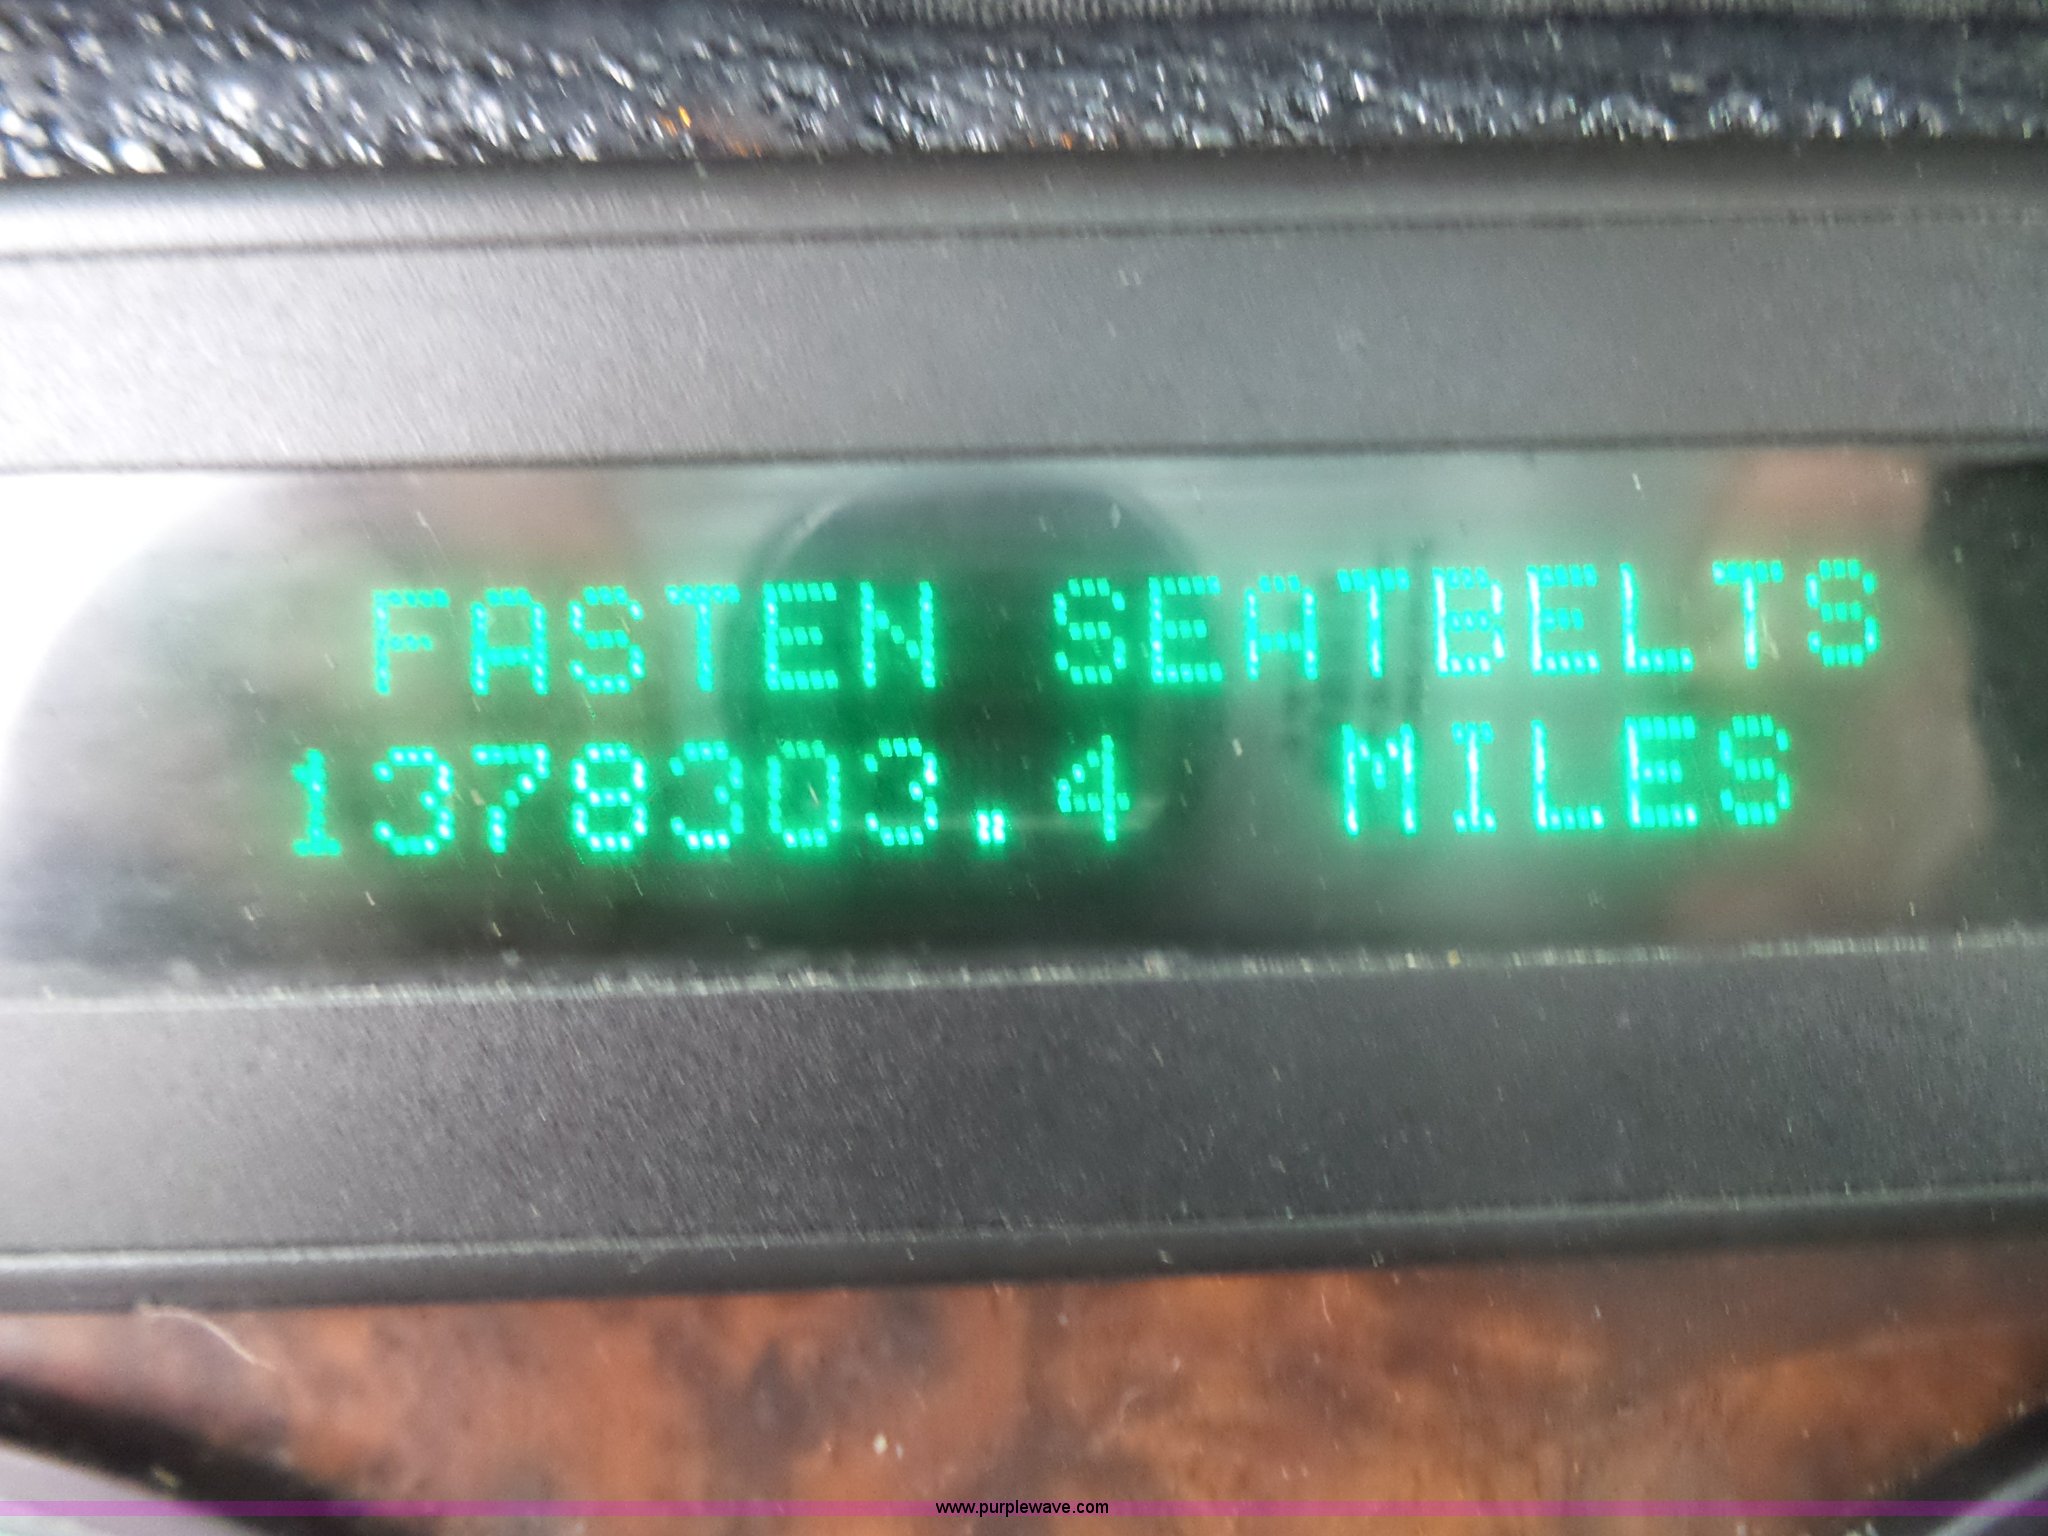 FASTEN SEATBELTS
1378303.4 MILES
www.purplewave.com